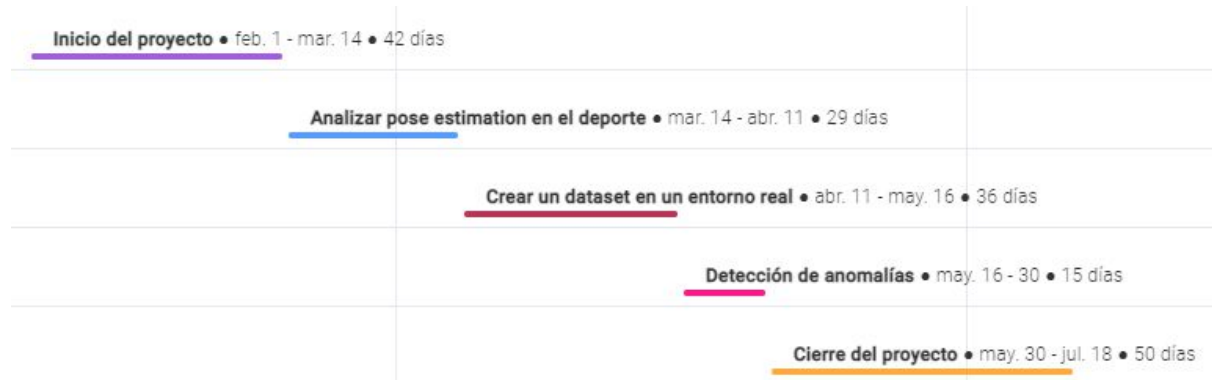 Inicio del proyecto • feb. 1 - mar. 14 • 42 días
Analizar pose estimation en el deporte • mar. 14 - abr. 11 • 29 días
Crear un dataset en un entorno real • abr. 11 - may. 16 • 36 días
Detección de anomalías • may. 16 - 30 • 15 días
Cierre del proyecto • may. 30 - jul. 18 • 50 días